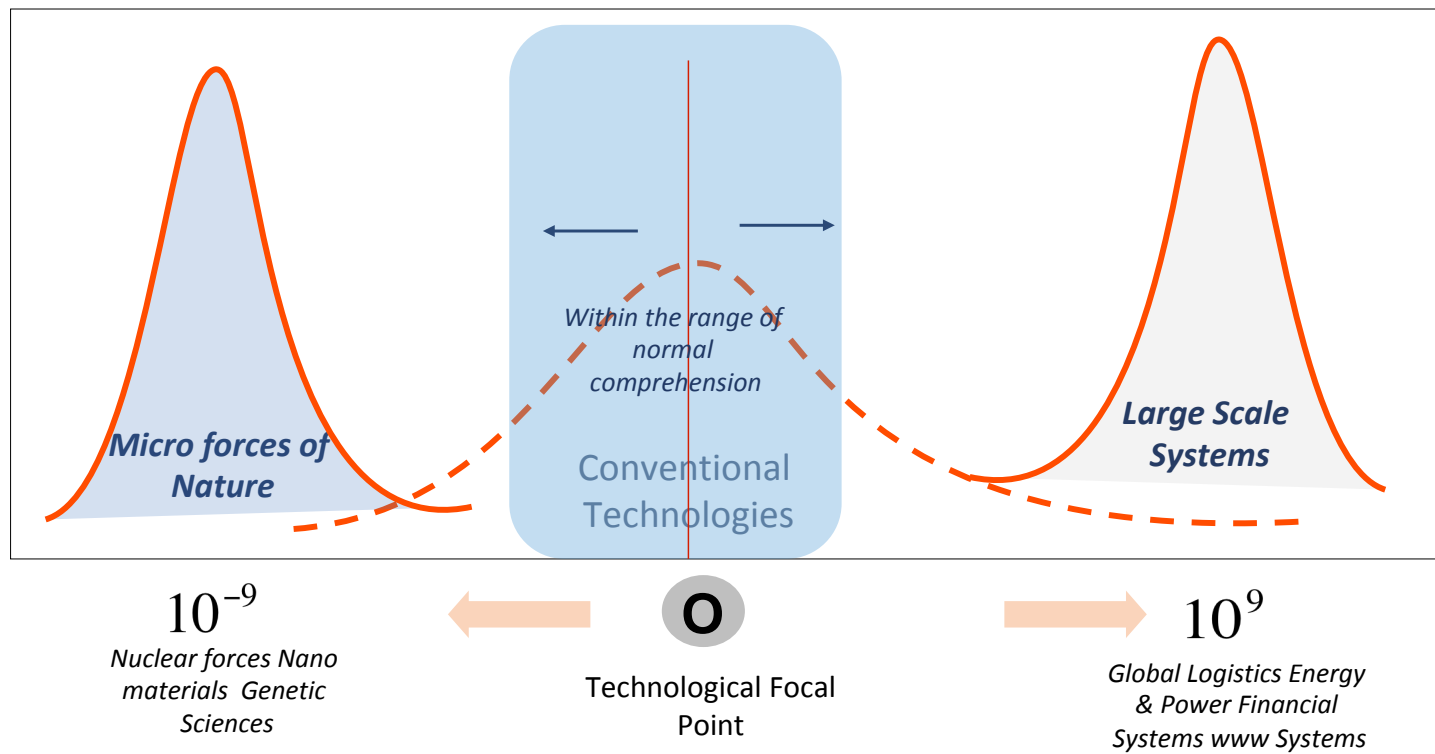 Within the range of
normal
comprehension
Micro forces of
Nature
Conventional
Technologies
Large Scale
Systems
10⁻⁹
O
10⁹
Nuclear forces Nano
materials Genetic
Sciences
Technological Focal
Point
Global Logistics Energy
& Power Financial
Systems www Systems